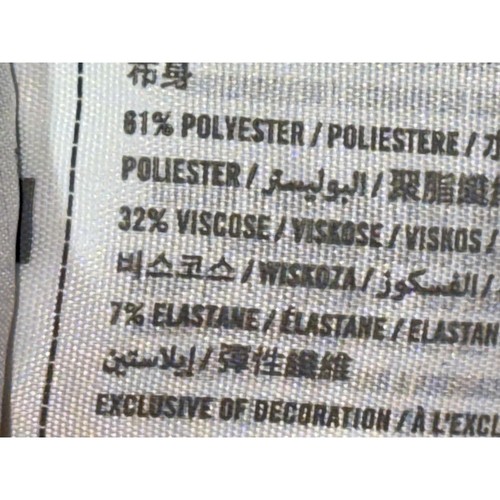 布身
61% POLYESTER / POLIESTERE /
POLIESTER / البوليستر / 聚脂纖
32% VISCOSE / VISKOSE / VISKOS /
비스코스 / WISKOZA / الفسكوز /
7% ELASTANE / ÉLASTANE / ELASTAN
إيلاستين / 彈性纖維
EXCLUSIVE OF DECORATION / À L'EXCL